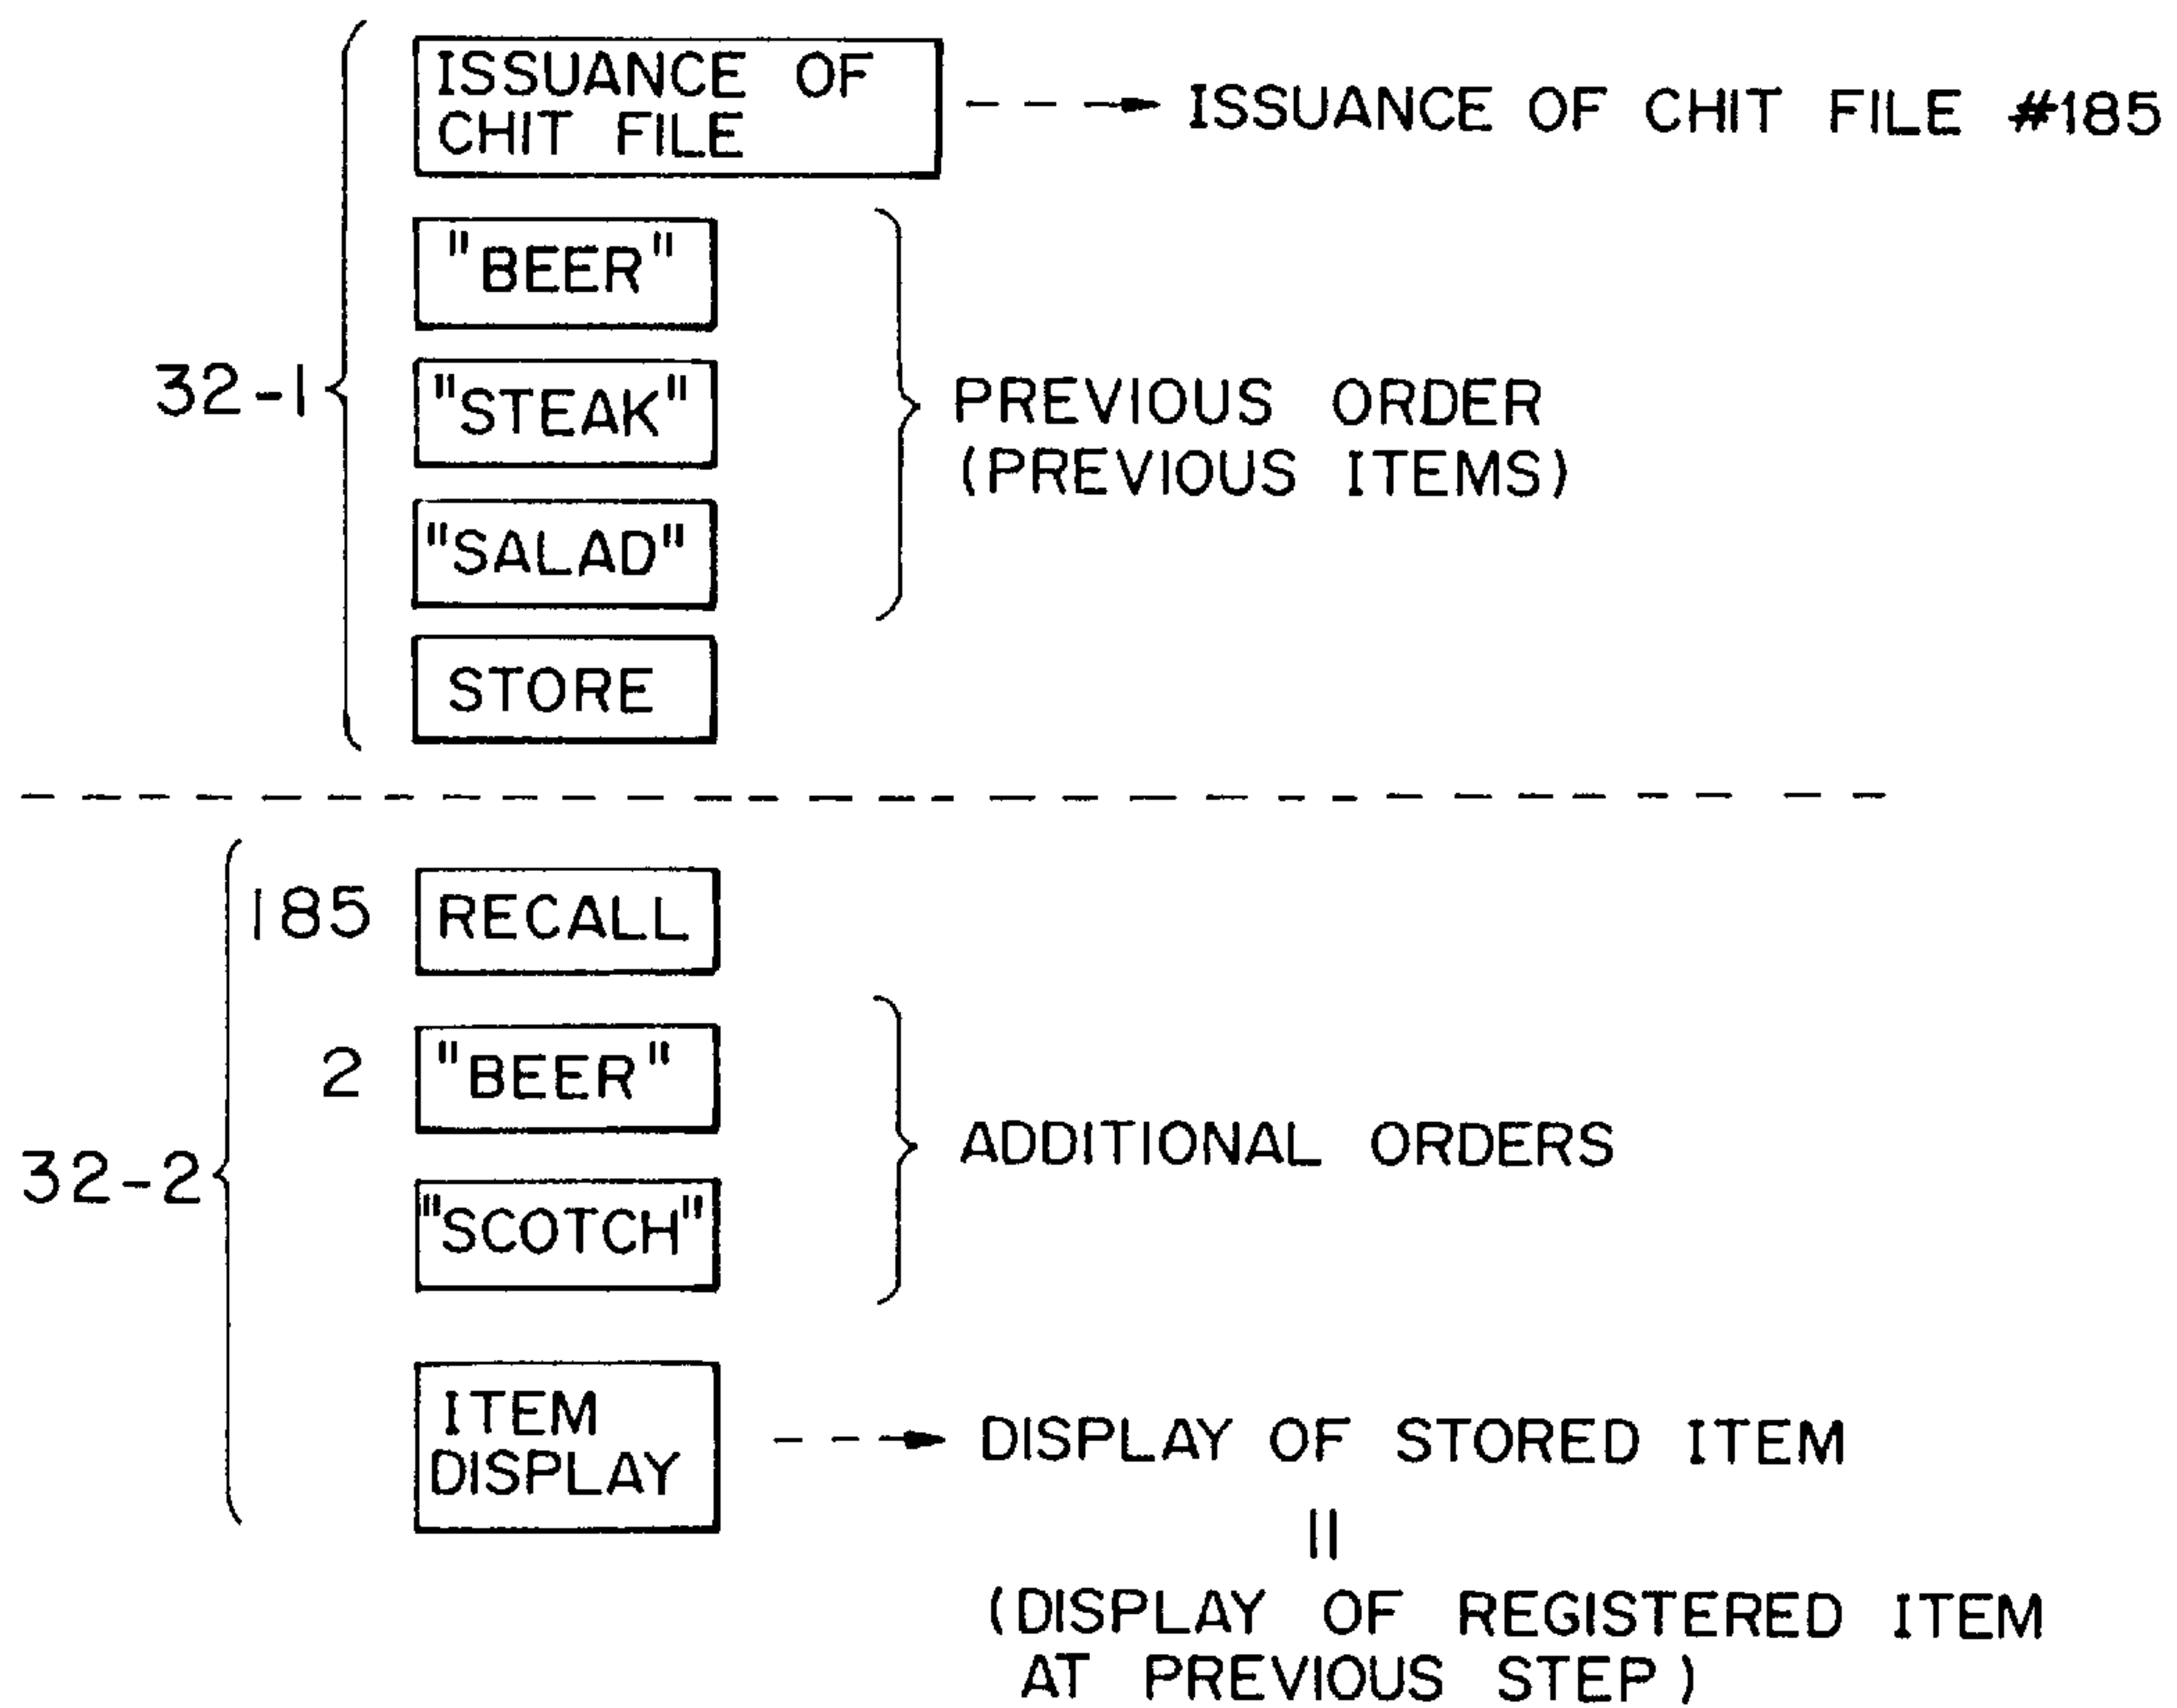 ISSUANCE OF
CHIT FILE
ISSUANCE OF CHIT FILE #185
"BEER"
32-1
"STEAK"
PREVIOUS ORDER
(PREVIOUS ITEMS)
"SALAD"
STORE
185 RECALL
2 "BEER"
32-2
ADDITIONAL ORDERS
"SCOTCH"
ITEM
DISPLAY
DISPLAY OF STORED ITEM
(DISPLAY OF REGISTERED ITEM
AT PREVIOUS STEP)